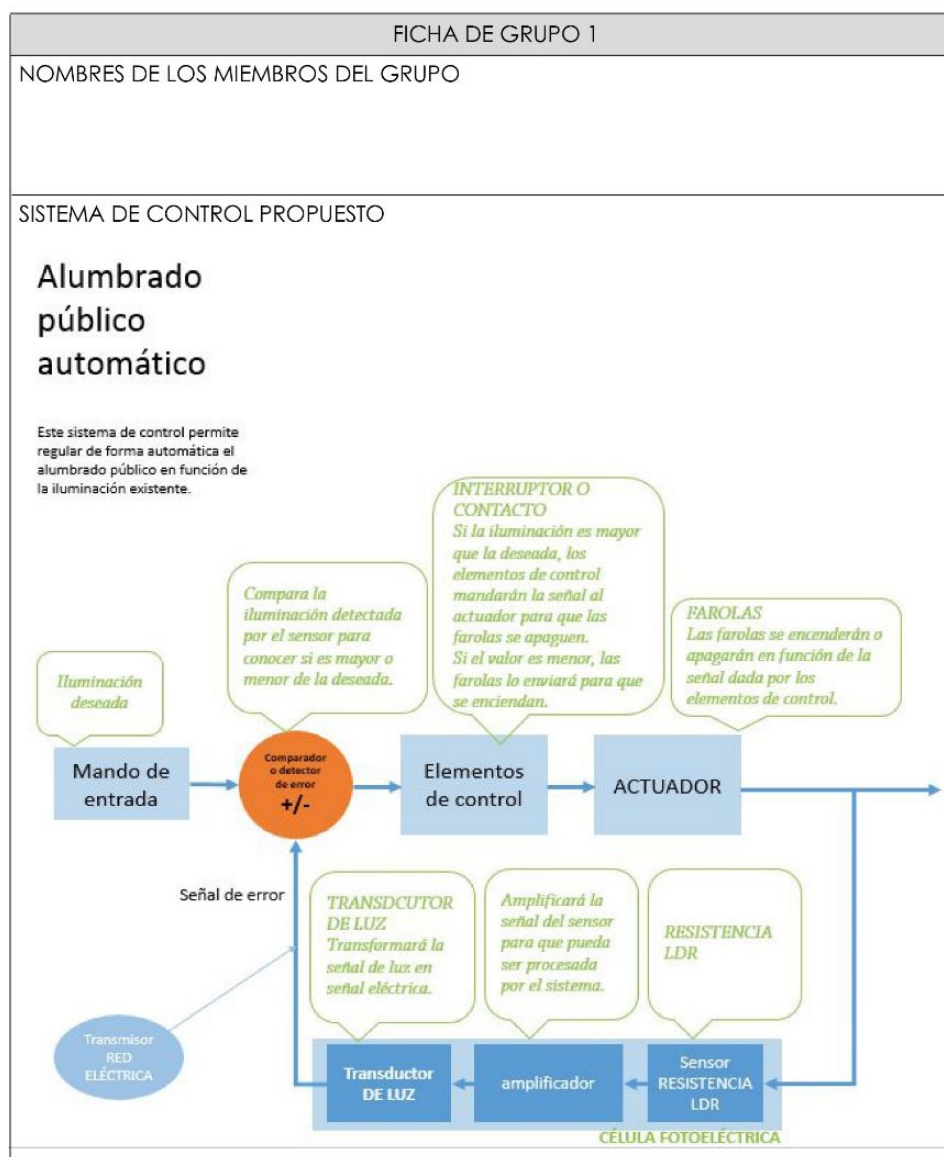 FICHA DE GRUPO 1
NOMBRES DE LOS MIEMBROS DEL GRUPO
SISTEMA DE CONTROL PROPUESTO
Alumbrado
público
automático
Este sistema de control permite
regular de forma automática el
alumbrado público en función de
la iluminación existente.
Iluminación
deseada
Compara la
iluminación detectada
por el sensor para
conocer si es mayor o
menor de la deseada.
INTERRUPTOR O
CONTACTO
Si la iluminación es mayor
que la deseada, los
elementos de control
mandarán la señal al
actuador para que las
farolas se apaguen.
Si el valor es menor, las
farolas lo enviará para que
se enciendan.
FAROLAS
Las farolas se encenderán o
apagarán en función de la
señal dada por los
elementos de control.
Mando de
entrada
Comparador
o detector
de error
+/-
Elementos
de control
ACTUADOR
Señal de error
TRANSDCUTOR
DE LUZ
Transformará la
señal de luz en
señal eléctrica.
Amplificará la
señal del sensor
para que pueda
ser procesada
por el sistema.
RESISTENCIA
LDR
Transmisor
RED
ELÉCTRICA
Transductor
DE LUZ
amplificador
Sensor
RESISTENCIA
LDR
CÉLULA FOTOELÉCTRICA